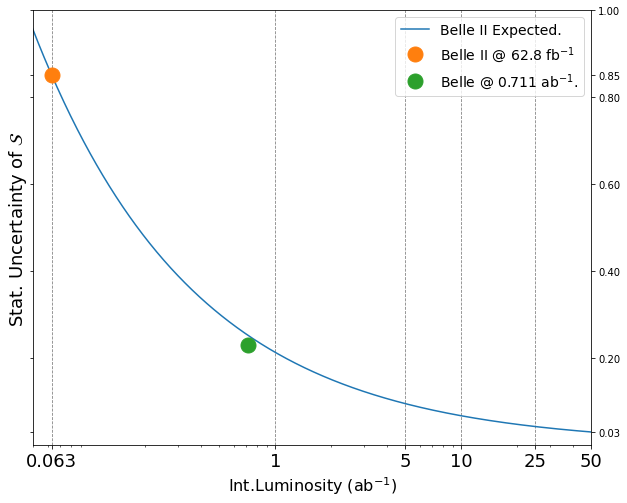 Belle II Expected.
Belle II @ 62.8 fb⁻¹
Belle @ 0.711 ab⁻¹.
Stat. Uncertainty of 𝒮
1.00
0.85
0.80
0.60
0.40
0.20
0.03
0.063 1 5 10 25 50
Int.Luminosity (ab⁻¹)